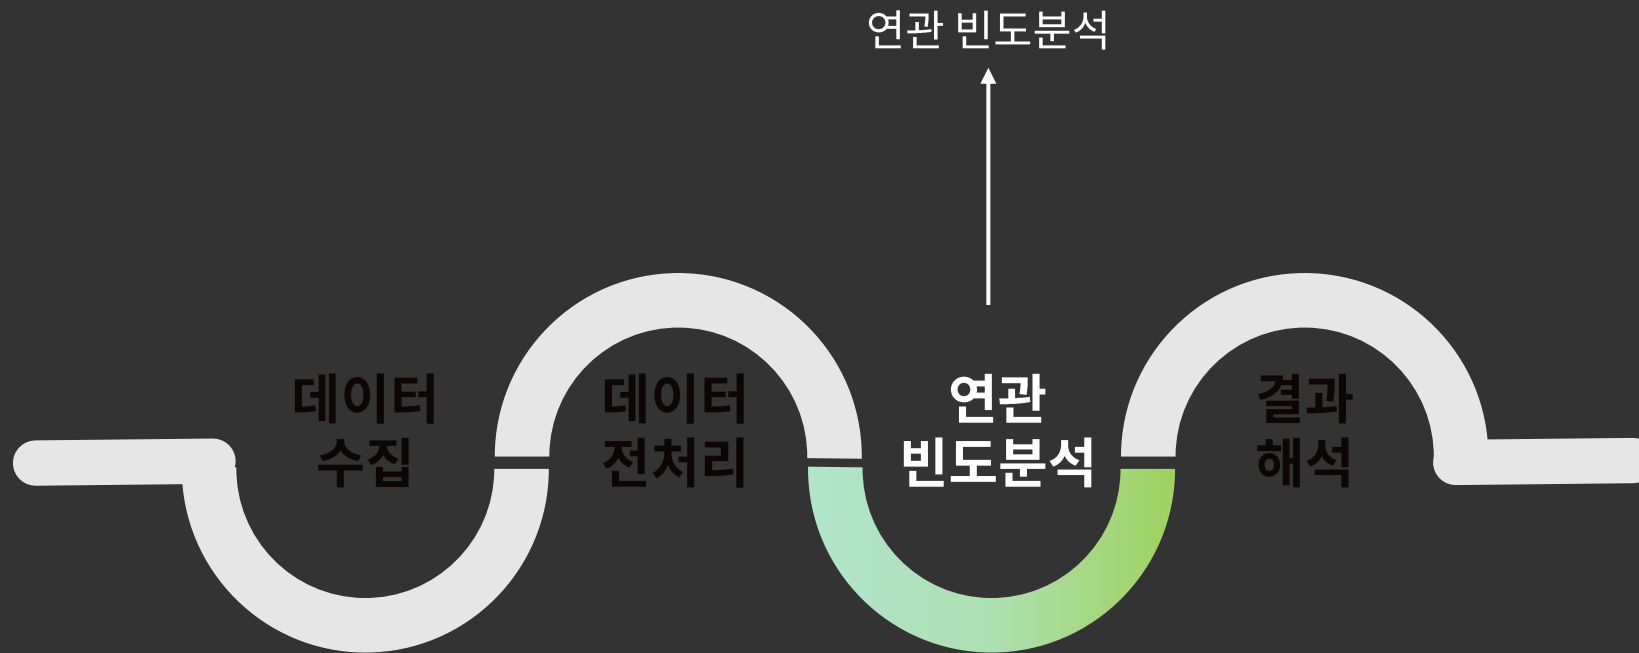 연관 빈도분석
데이터
수집
데이터
전처리
연관
빈도분석
결과
해석